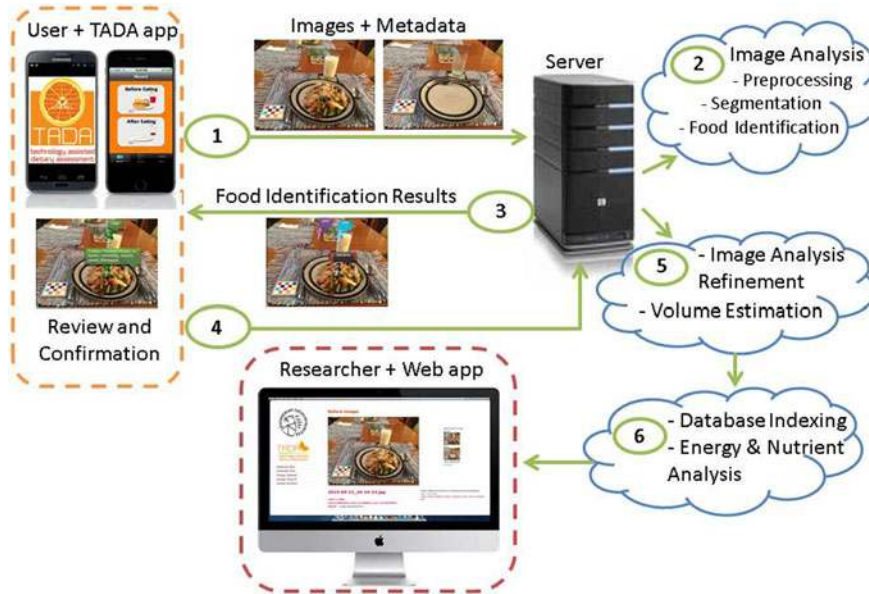 User + TADA app
Images + Metadata
Server
2
Image Analysis
- Preprocessing
- Segmentation
- Food Identification
Before Eating
After Eating
TADA
technology assisted
dietary assessment
1
Food Identification Results
3
5
- Image Analysis
Refinement
- Volume Estimation
4
Review and
Confirmation
Researcher + Web app
6
- Database Indexing
- Energy & Nutrient
Analysis
TADA